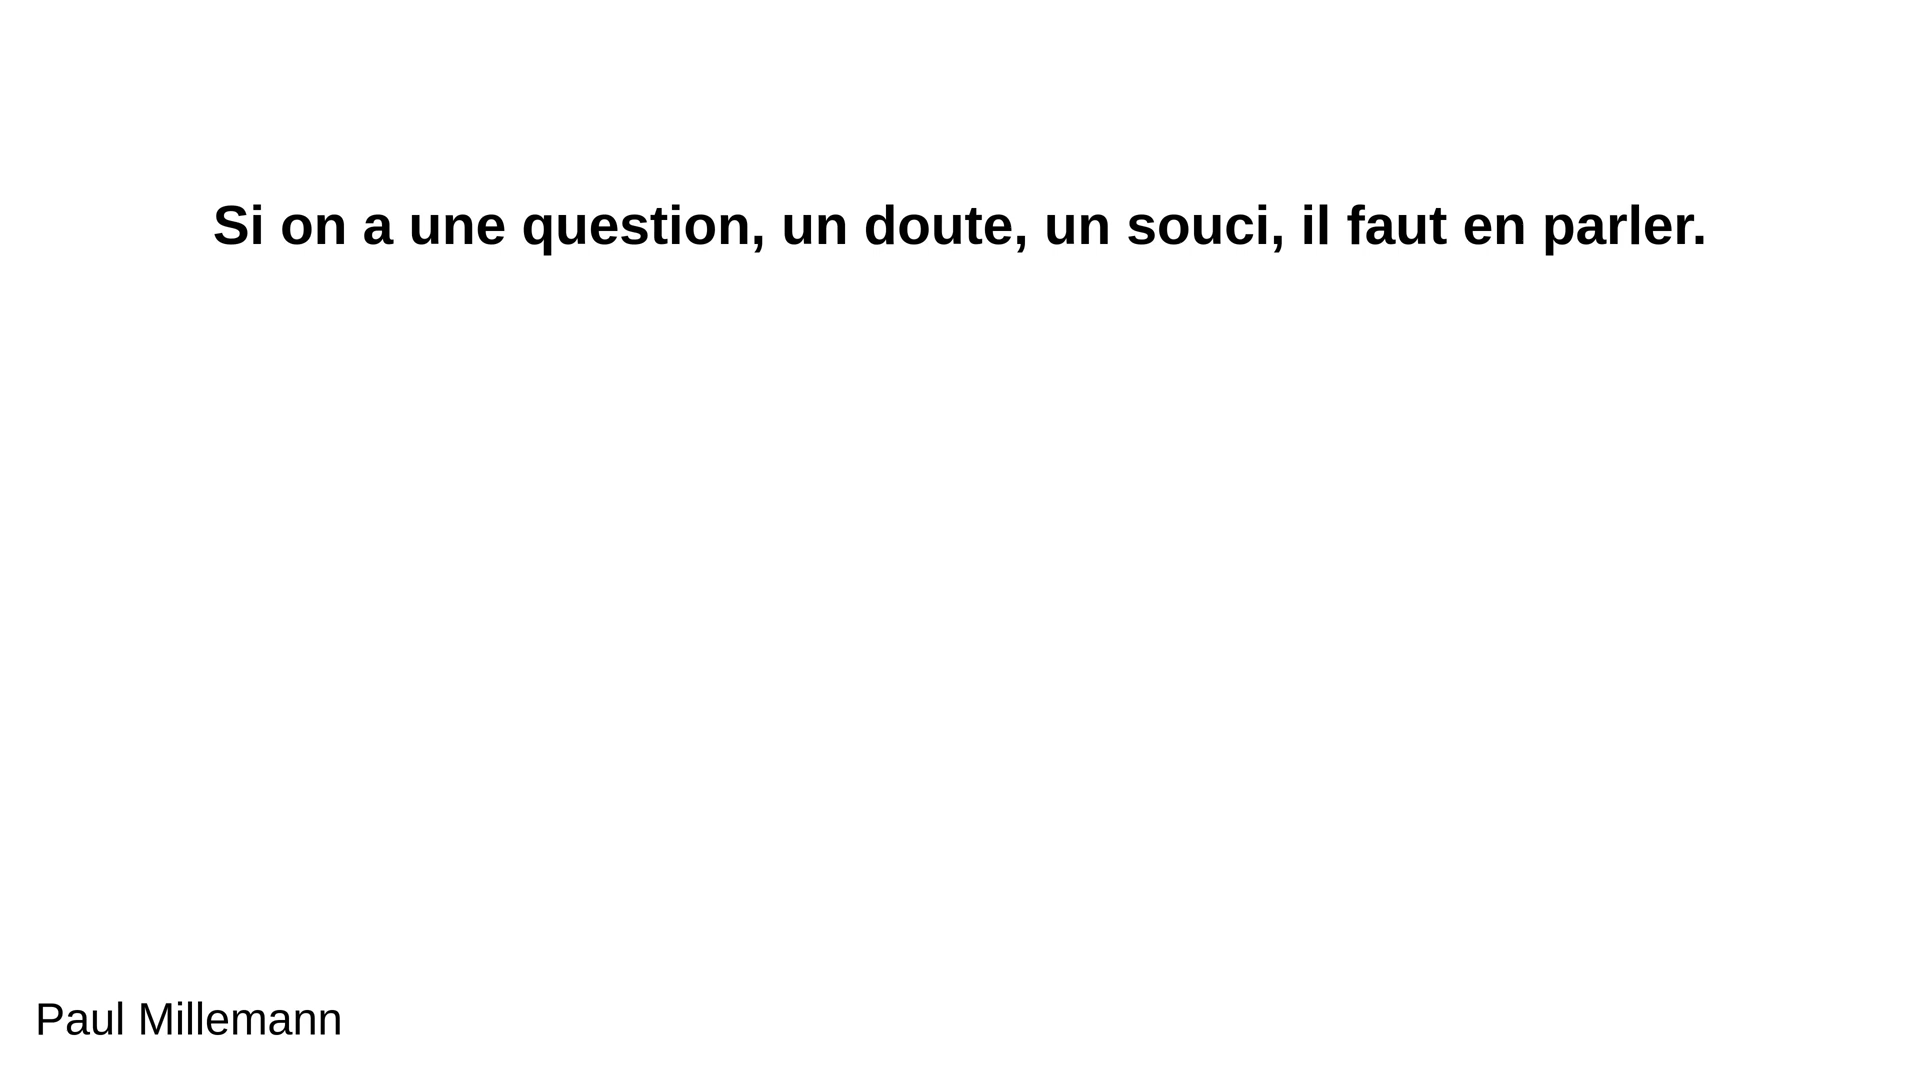 Si on a une question, un doute, un souci, il faut en parler.
Paul Millemann